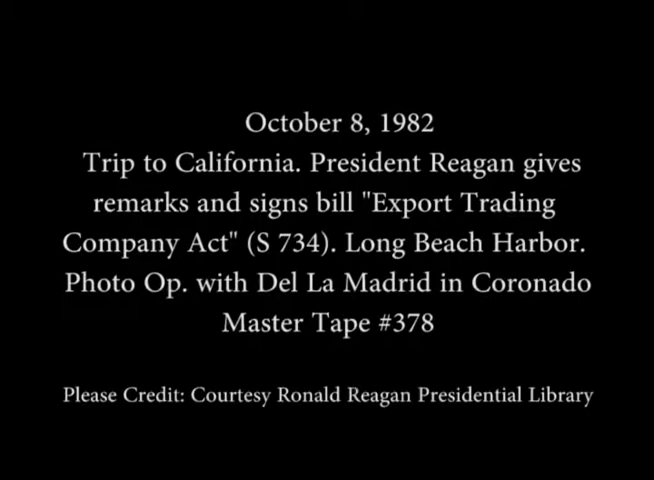 October 8, 1982
Trip to California. President Reagan gives
remarks and signs bill "Export Trading
Company Act" (S 734). Long Beach Harbor.
Photo Op. with Del La Madrid in Coronado
Master Tape #378
Please Credit: Courtesy Ronald Reagan Presidential Library